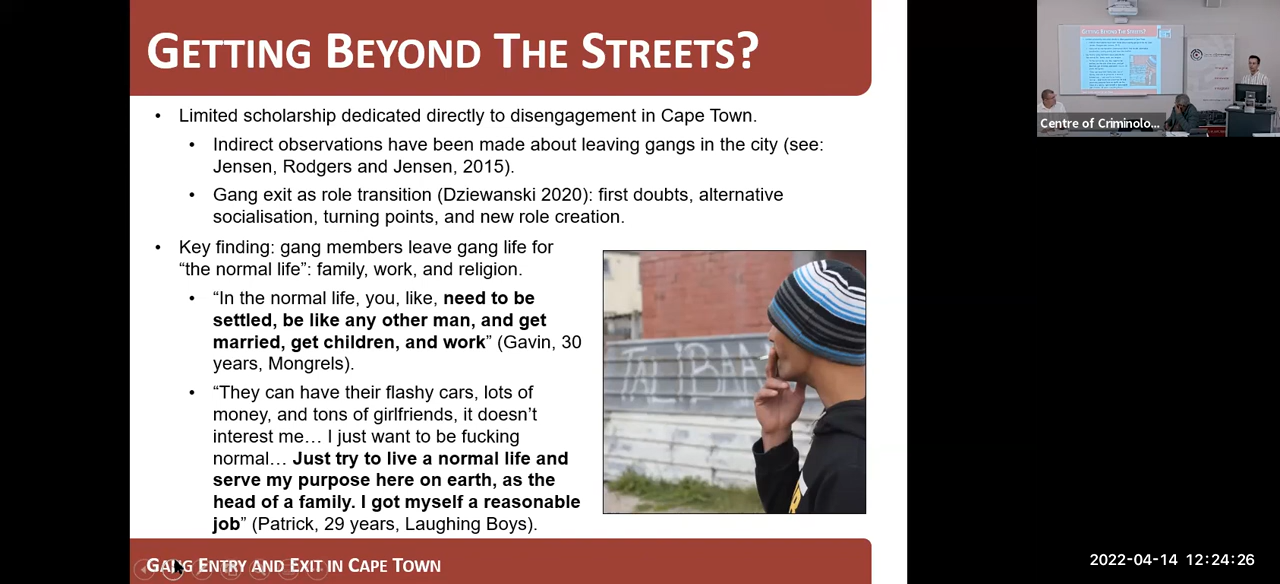 GETTING BEYOND THE STREETS?
• Limited scholarship dedicated directly to disengagement in Cape Town.
• Indirect observations have been made about leaving gangs in the city (see:
Jensen, Rodgers and Jensen, 2015).
• Gang exit as role transition (Dziewanski 2020): first doubts, alternative
socialisation, turning points, and new role creation.
• Key finding: gang members leave gang life for
“the normal life”: family, work, and religion.
• “In the normal life, you, like, need to be
settled, be like any other man, and get
married, get children, and work” (Gavin, 30
years, Mongrels).
• “They can have their flashy cars, lots of
money, and tons of girlfriends, it doesn’t
interest me… I just want to be fucking
normal… Just try to live a normal life and
serve my purpose here on earth, as the
head of a family. I got myself a reasonable
job” (Patrick, 29 years, Laughing Boys).
TALIBAN
GANG ENTRY AND EXIT IN CAPE TOWN
GETTING BEYOND THE STREETS?
Centre of Criminolo...
2022-04-14 12:24:26